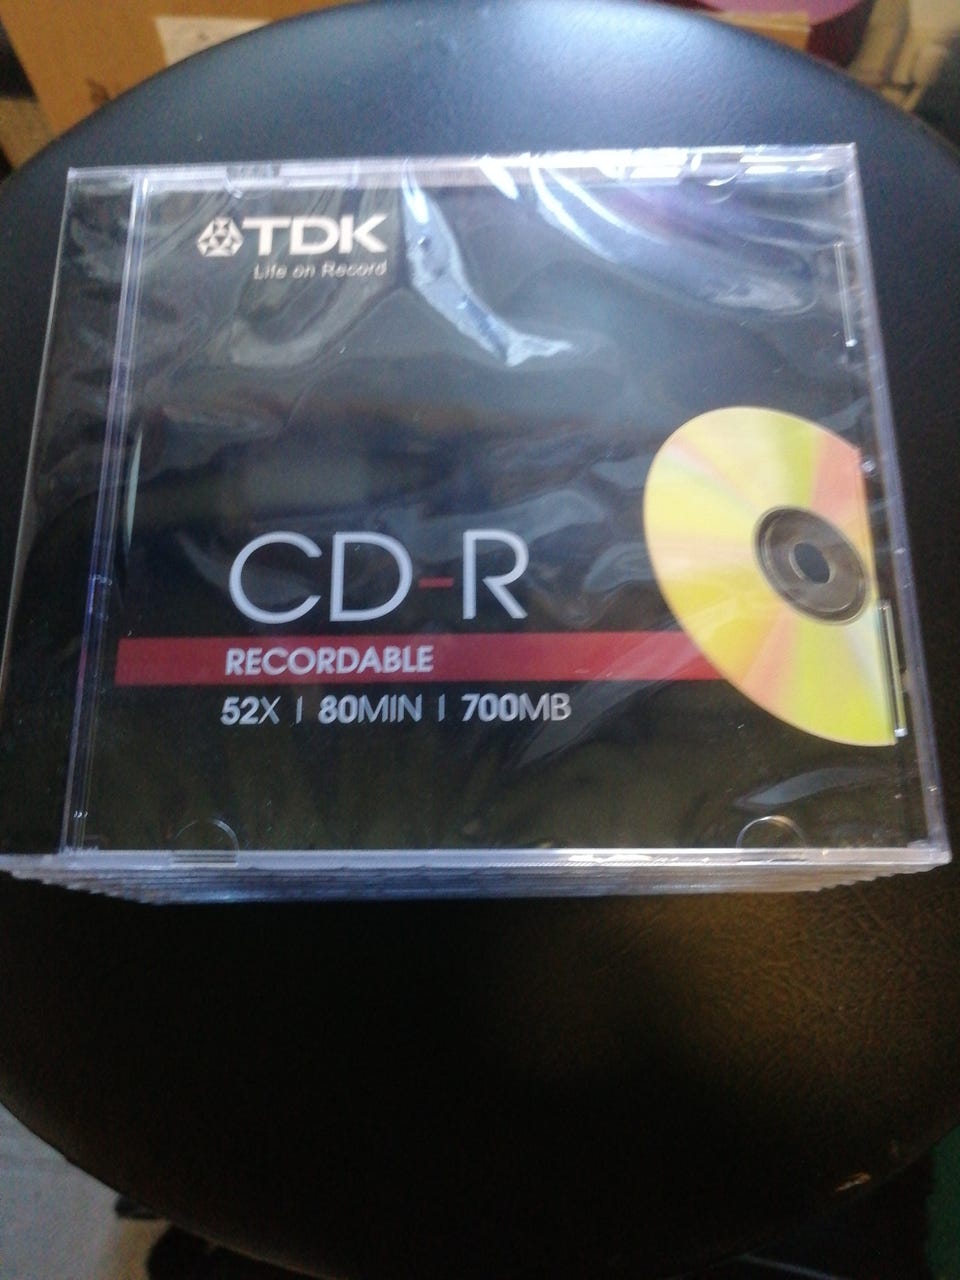 TDK
Life on Record
CD-R
RECORDABLE
52X | 80MIN | 700MB